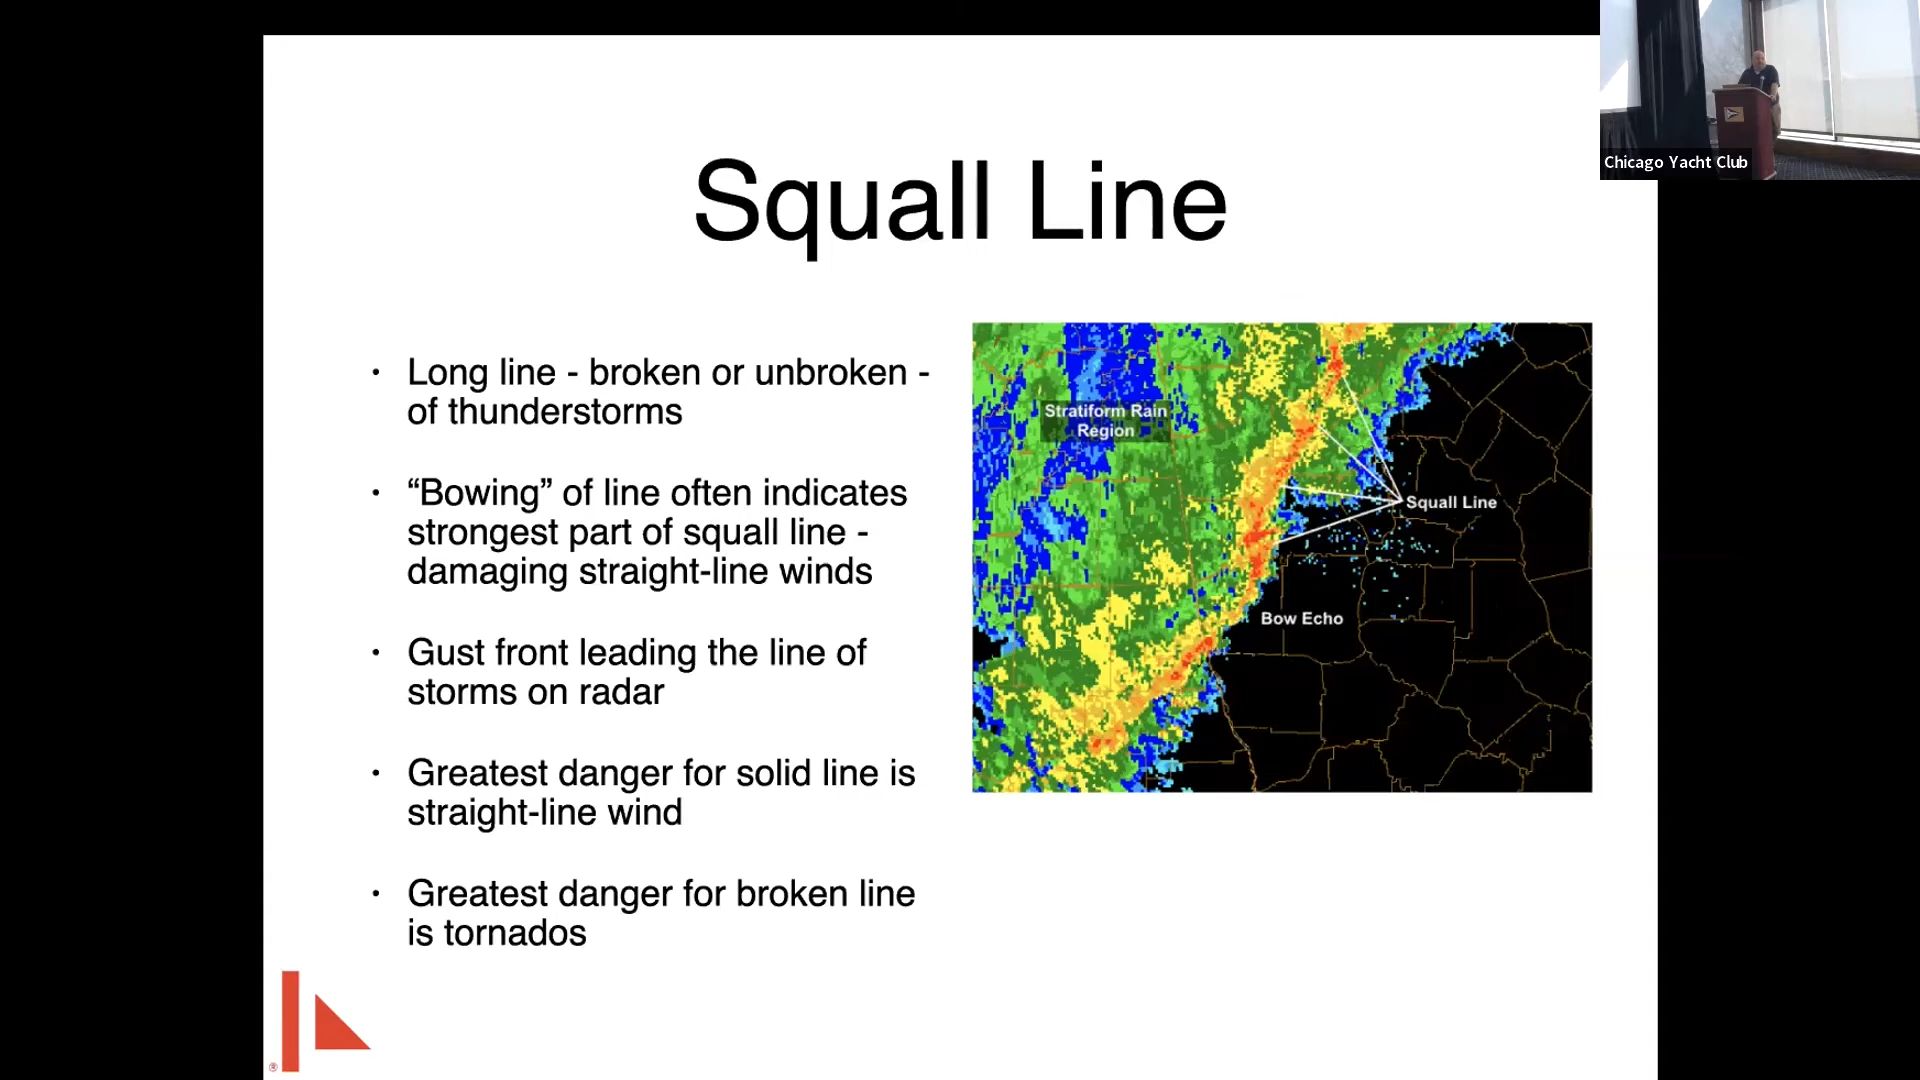 Squall Line
• Long line - broken or unbroken -
of thunderstorms
• “Bowing” of line often indicates
strongest part of squall line -
damaging straight-line winds
• Gust front leading the line of
storms on radar
• Greatest danger for solid line is
straight-line wind
• Greatest danger for broken line
is tornados
Stratiform Rain
Region
Squall Line
Bow Echo
Chicago Yacht Club
®